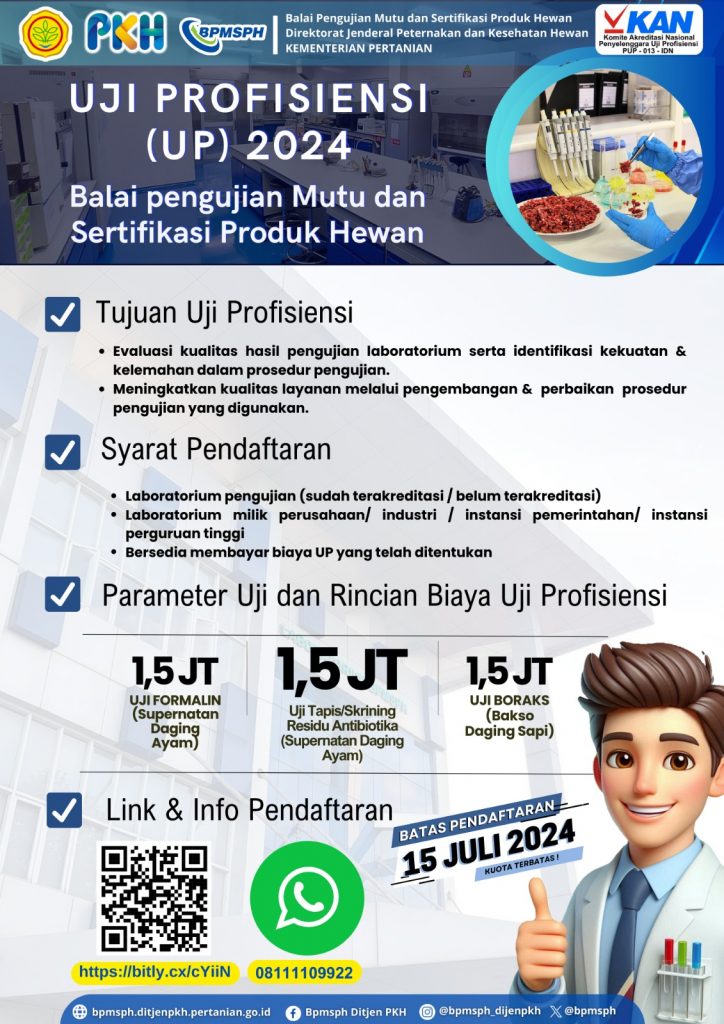 PKH
BPMSPH
Balai Pengujian Mutu dan Sertifikasi Produk Hewan
Direktorat Jenderal Peternakan dan Kesehatan Hewan
KEMENTERIAN PERTANIAN
KAN
Komite Akreditasi Nasional
Penyelenggara Uji Profisiensi
PUP - 013 - IDN
UJI PROFISIENSI
(UP) 2024
Balai pengujian Mutu dan
Sertifikasi Produk Hewan
Tujuan Uji Profisiensi
• Evaluasi kualitas hasil pengujian laboratorium serta identifikasi kekuatan &
kelemahan dalam prosedur pengujian.
• Meningkatkan kualitas layanan melalui pengembangan & perbaikan prosedur
pengujian yang digunakan.
Syarat Pendaftaran
• Laboratorium pengujian (sudah terakreditasi / belum terakreditasi)
• Laboratorium milik perusahaan/ industri / instansi pemerintahan/ instansi
perguruan tinggi
• Bersedia membayar biaya UP yang telah ditentukan
Parameter Uji dan Rincian Biaya Uji Profisiensi
1,5 JT
UJI FORMALIN
(Supernatan
Daging
Ayam)
1,5 JT
Uji Tapis/Skrining
Residu Antibiotika
(Supernatan Daging
Ayam)
1,5 JT
UJI BORAKS
(Bakso
Daging Sapi)
Link & Info Pendaftaran
BATAS PENDAFTARAN
15 JULI 2024
KUOTA TERBATAS !
https://bitly.cx/cYiiN
08111109922
bpmsph.ditjenpkh.pertanian.go.id
Bpmsph Ditjen PKH
@bpmsph_dijenpkh
@bpmsph